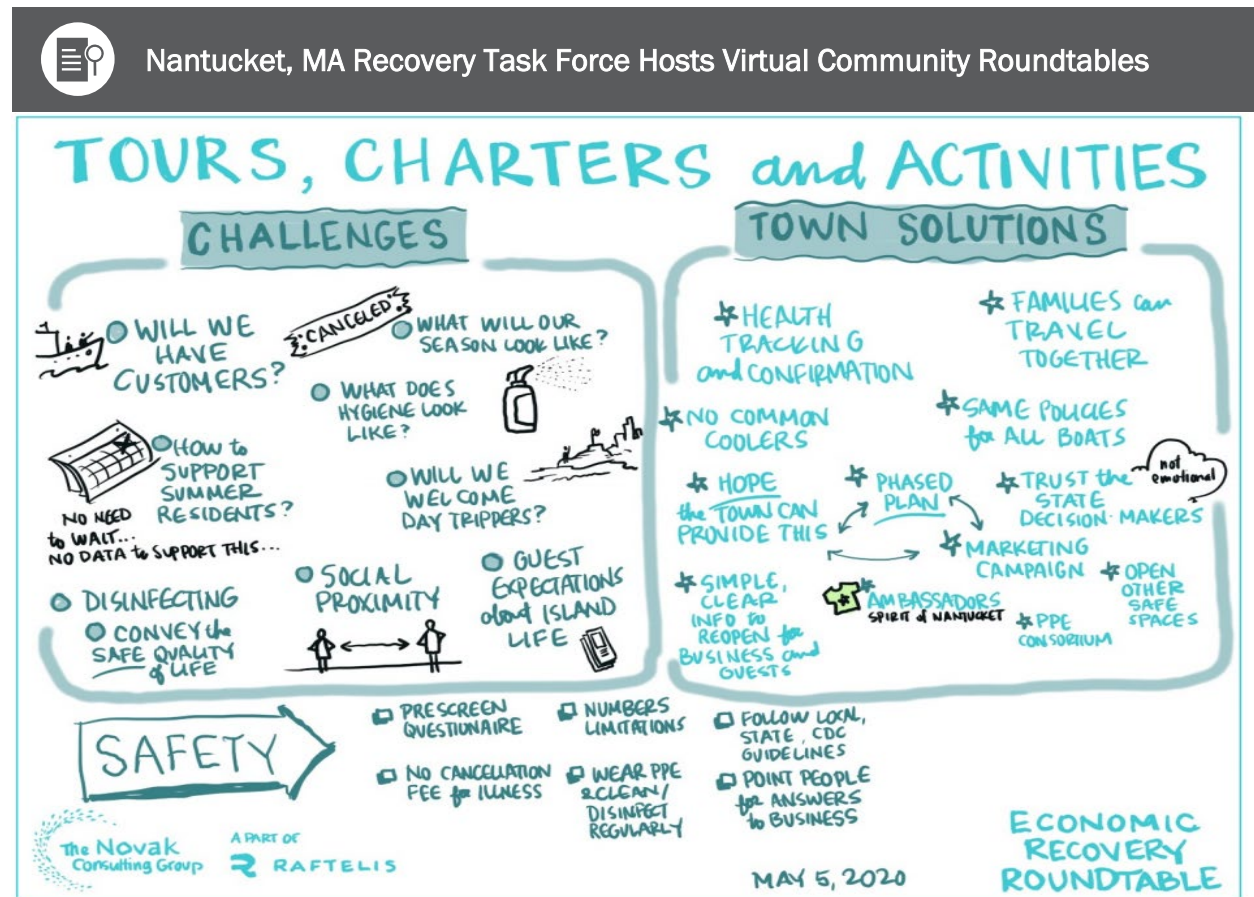 Nantucket, MA Recovery Task Force Hosts Virtual Community Roundtables
TOURS, CHARTERS and ACTIVITIES
CHALLENGES
WILL WE
HAVE
CUSTOMERS?
CANCELED
WHAT WILL OUR
SEASON LOOK LIKE?
WHAT DOES
HYGIENE LOOK
LIKE?
HOW to
SUPPORT
SUMMER
RESIDENTS?
NO NEED
to WAIT...
NO DATA to SUPPORT THIS...
WILL WE
WELCOME
DAY TRIPPERS?
DISINFECTING
CONVEY the
SAFE QUALITY
of LIFE
SOCIAL
PROXIMITY
GUEST
EXPECTATIONS
about ISLAND
LIFE
TOWN SOLUTIONS
HEALTH
TRACKING
and CONFIRMATION
FAMILIES can
TRAVEL
TOGETHER
NO COMMON
COOLERS
SAME POLICIES
for ALL BOATS
HOPE
the TOWN CAN
PROVIDE THIS
PHASED
PLAN
TRUST the
STATE
DECISION-MAKERS
not
emotional
MARKETING
CAMPAIGN
SIMPLE,
CLEAR
INFO to
REOPEN for
BUSINESS and
GUESTS
AMBASSADORS
SPIRIT of NANTUCKET
PPE
CONSORTIUM
OPEN
OTHER
SAFE
SPACES
SAFETY
PRESCREEN
QUESTIONAIRE
NUMBERS
LIMITATIONS
FOLLOW LOCAL,
STATE, CDC
GUIDELINES
NO CANCELLATION
FEE for ILLNESS
WEAR PPE
& CLEAN/
DISINFECT
REGULARLY
POINT PEOPLE
for ANSWERS
to BUSINESS
The Novak
Consulting Group
A PART OF
RAFTELIS
MAY 5, 2020
ECONOMIC
RECOVERY
ROUNDTABLE